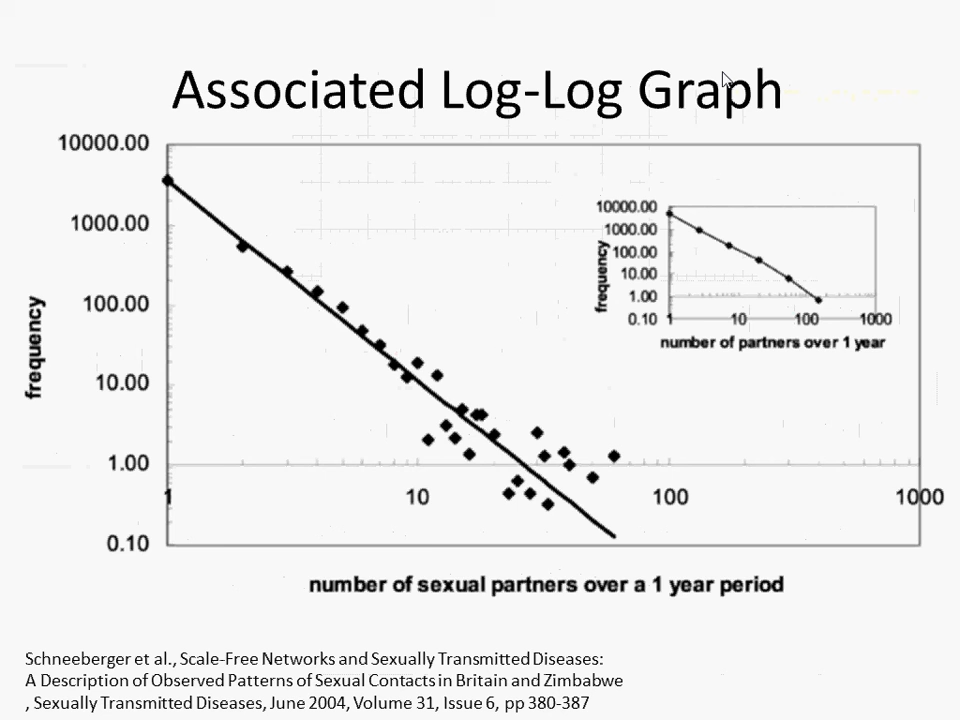 Associated Log-Log Graph
10000.00
1000.00
100.00
10.00
1.00
0.10
frequency
1
10
100
1000
number of sexual partners over a 1 year period
10000.00
1000.00
100.00
10.00
1.00
0.10
frequency
1
10
100
1000
number of partners over 1 year
Schneeberger et al., Scale-Free Networks and Sexually Transmitted Diseases:
A Description of Observed Patterns of Sexual Contacts in Britain and Zimbabwe
, Sexually Transmitted Diseases, June 2004, Volume 31, Issue 6, pp 380-387